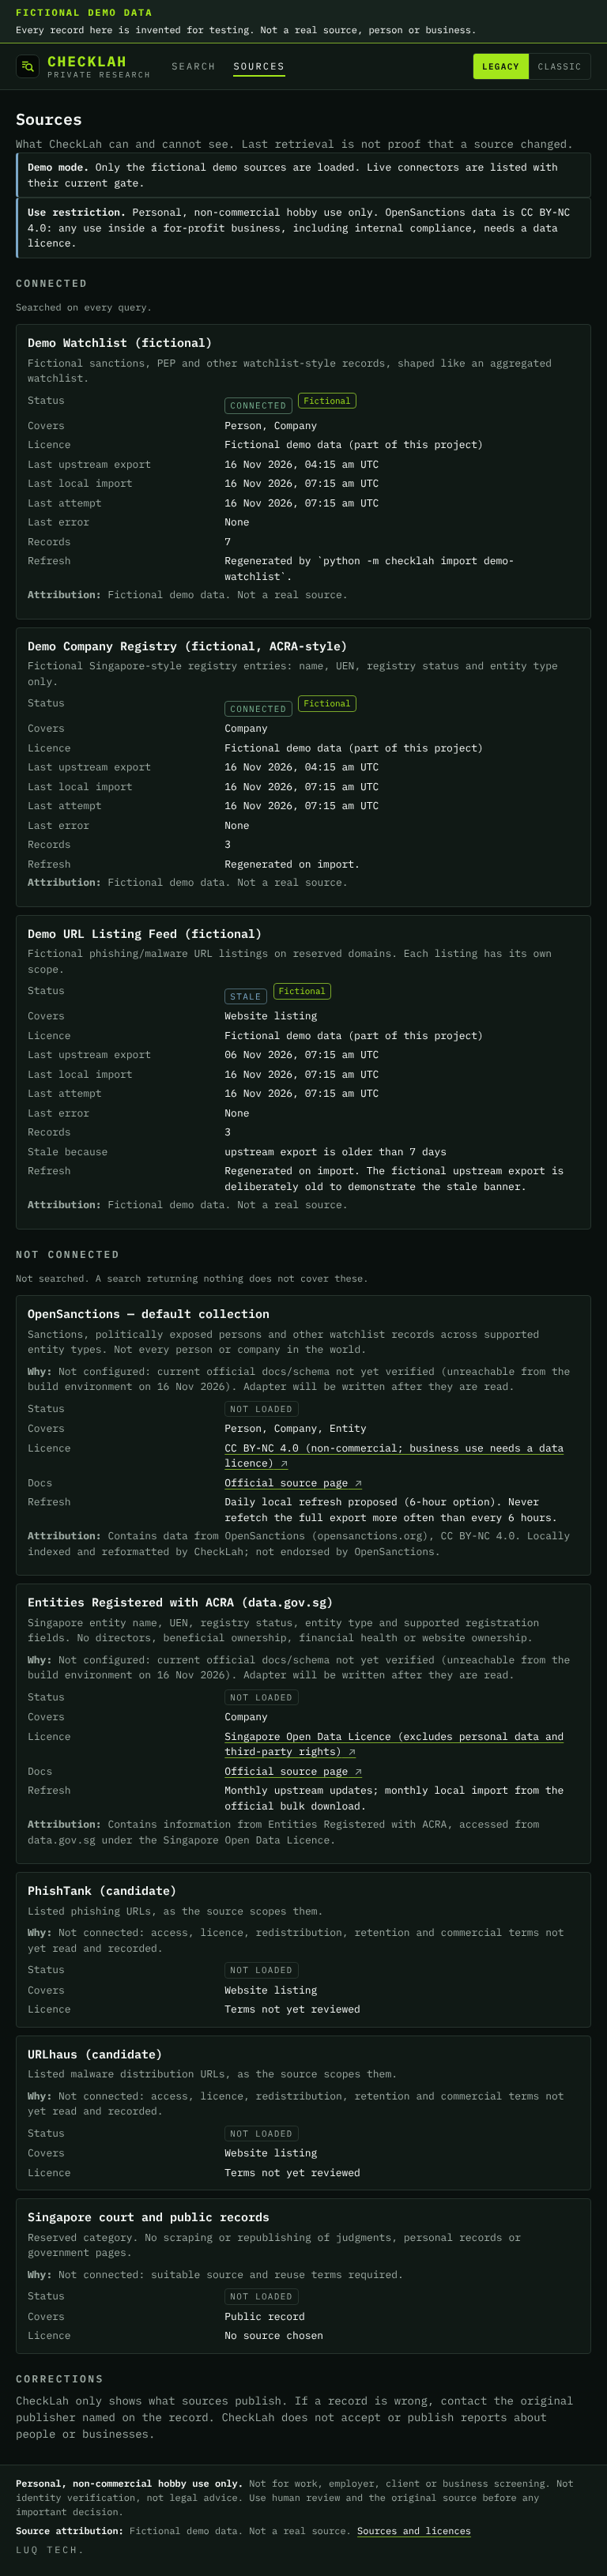 FICTIONAL DEMO DATA
Every record here is invented for testing. Not a real source, person or business.
CHECKLAH
PRIVATE RESEARCH
SEARCH
SOURCES
LEGACY
CLASSIC
Sources
What CheckLah can and cannot see. Last retrieval is not proof that a source changed.
Demo mode. Only the fictional demo sources are loaded. Live connectors are listed with
their current gate.
Use restriction. Personal, non-commercial hobby use only. OpenSanctions data is CC BY-NC
4.0: any use inside a for-profit business, including internal compliance, needs a data
licence.
CONNECTED
Searched on every query.
Demo Watchlist (fictional)
Fictional sanctions, PEP and other watchlist-style records, shaped like an aggregated
watchlist.
Status CONNECTED Fictional
Covers Person, Company
Licence Fictional demo data (part of this project)
Last upstream export 16 Nov 2026, 04:15 am UTC
Last local import 16 Nov 2026, 07:15 am UTC
Last attempt 16 Nov 2026, 07:15 am UTC
Last error None
Records 7
Refresh Regenerated by `python -m checklah import demo-
watchlist`.
Attribution: Fictional demo data. Not a real source.
Demo Company Registry (fictional, ACRA-style)
Fictional Singapore-style registry entries: name, UEN, registry status and entity type
only.
Status CONNECTED Fictional
Covers Company
Licence Fictional demo data (part of this project)
Last upstream export 16 Nov 2026, 04:15 am UTC
Last local import 16 Nov 2026, 07:15 am UTC
Last attempt 16 Nov 2026, 07:15 am UTC
Last error None
Records 3
Refresh Regenerated on import.
Attribution: Fictional demo data. Not a real source.
Demo URL Listing Feed (fictional)
Fictional phishing/malware URL listings on reserved domains. Each listing has its own
scope.
Status STALE Fictional
Covers Website listing
Licence Fictional demo data (part of this project)
Last upstream export 06 Nov 2026, 07:15 am UTC
Last local import 16 Nov 2026, 07:15 am UTC
Last attempt 16 Nov 2026, 07:15 am UTC
Last error None
Records 3
Stale because upstream export is older than 7 days
Refresh Regenerated on import. The fictional upstream export is
deliberately old to demonstrate the stale banner.
Attribution: Fictional demo data. Not a real source.
NOT CONNECTED
Not searched. A search returning nothing does not cover these.
OpenSanctions — default collection
Sanctions, politically exposed persons and other watchlist records across supported
entity types. Not every person or company in the world.
Why: Not configured: current official docs/schema not yet verified (unreachable from the
build environment on 16 Nov 2026). Adapter will be written after they are read.
Status NOT LOADED
Covers Person, Company, Entity
Licence CC BY-NC 4.0 (non-commercial; business use needs a data
licence) ↗
Docs Official source page ↗
Refresh Daily local refresh proposed (6-hour option). Never
refetch the full export more often than every 6 hours.
Attribution: Contains data from OpenSanctions (opensanctions.org), CC BY-NC 4.0. Locally
indexed and reformatted by CheckLah; not endorsed by OpenSanctions.
Entities Registered with ACRA (data.gov.sg)
Singapore entity name, UEN, registry status, entity type and supported registration
fields. No directors, beneficial ownership, financial health or website ownership.
Why: Not configured: current official docs/schema not yet verified (unreachable from the
build environment on 16 Nov 2026). Adapter will be written after they are read.
Status NOT LOADED
Covers Company
Licence Singapore Open Data Licence (excludes personal data and
third-party rights) ↗
Docs Official source page ↗
Refresh Monthly upstream updates; monthly local import from the
official bulk download.
Attribution: Contains information from Entities Registered with ACRA, accessed from
data.gov.sg under the Singapore Open Data Licence.
PhishTank (candidate)
Listed phishing URLs, as the source scopes them.
Why: Not connected: access, licence, redistribution, retention and commercial terms not
yet read and recorded.
Status NOT LOADED
Covers Website listing
Licence Terms not yet reviewed
URLhaus (candidate)
Listed malware distribution URLs, as the source scopes them.
Why: Not connected: access, licence, redistribution, retention and commercial terms not
yet read and recorded.
Status NOT LOADED
Covers Website listing
Licence Terms not yet reviewed
Singapore court and public records
Reserved category. No scraping or republishing of judgments, personal records or
government pages.
Why: Not connected: suitable source and reuse terms required.
Status NOT LOADED
Covers Public record
Licence No source chosen
CORRECTIONS
CheckLah only shows what sources publish. If a record is wrong, contact the original
publisher named on the record. CheckLah does not accept or publish reports about
people or businesses.
Personal, non-commercial hobby use only. Not for work, employer, client or business screening. Not
identity verification, not legal advice. Use human review and the original source before any
important decision.
Source attribution: Fictional demo data. Not a real source. Sources and licences
LUQ TECH.